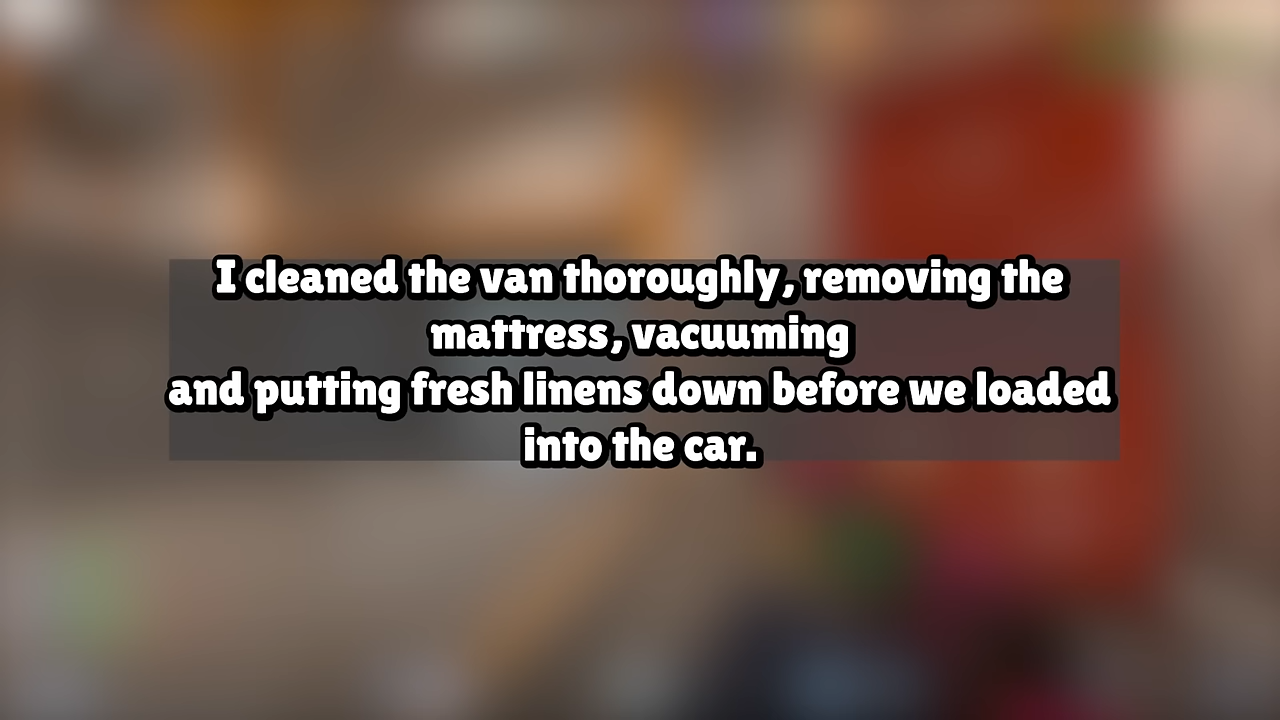 I cleaned the van thoroughly, removing the
mattress, vacuuming
and putting fresh linens down before we loaded
into the car.